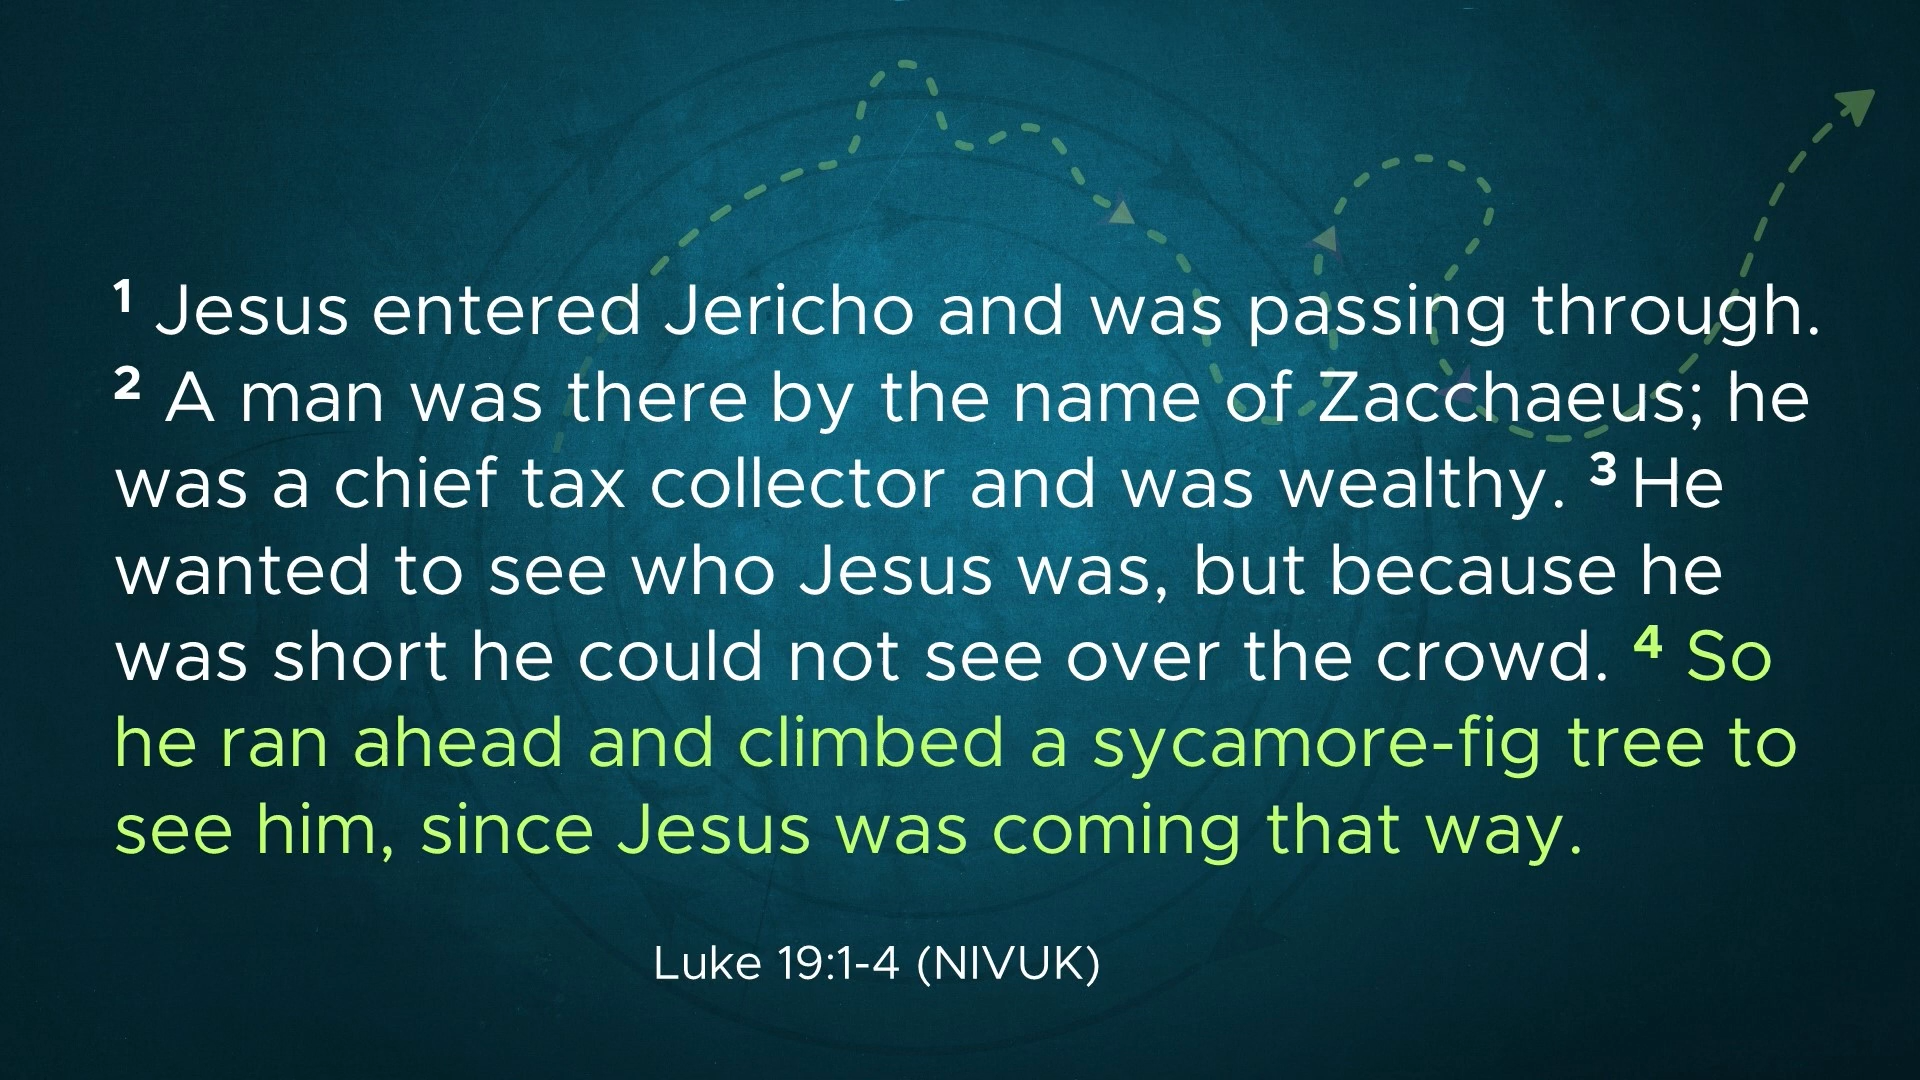 1 Jesus entered Jericho and was passing through.
2 A man was there by the name of Zacchaeus; he
was a chief tax collector and was wealthy. 3 He
wanted to see who Jesus was, but because he
was short he could not see over the crowd. 4 So
he ran ahead and climbed a sycamore-fig tree to
see him, since Jesus was coming that way.
Luke 19:1-4 (NIVUK)